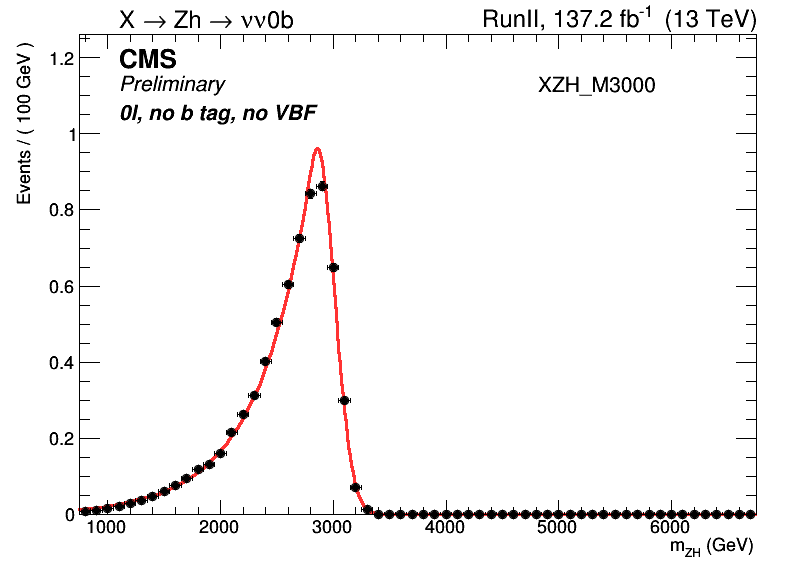 X → Zh → νν0b
RunII, 137.2 fb⁻¹ (13 TeV)
CMS
Preliminary
0l, no b tag, no VBF
XZH_M3000
Events / ( 100 GeV )
1.2
1
0.8
0.6
0.4
0.2
0
1000 2000 3000 4000 5000 6000
m_ZH (GeV)